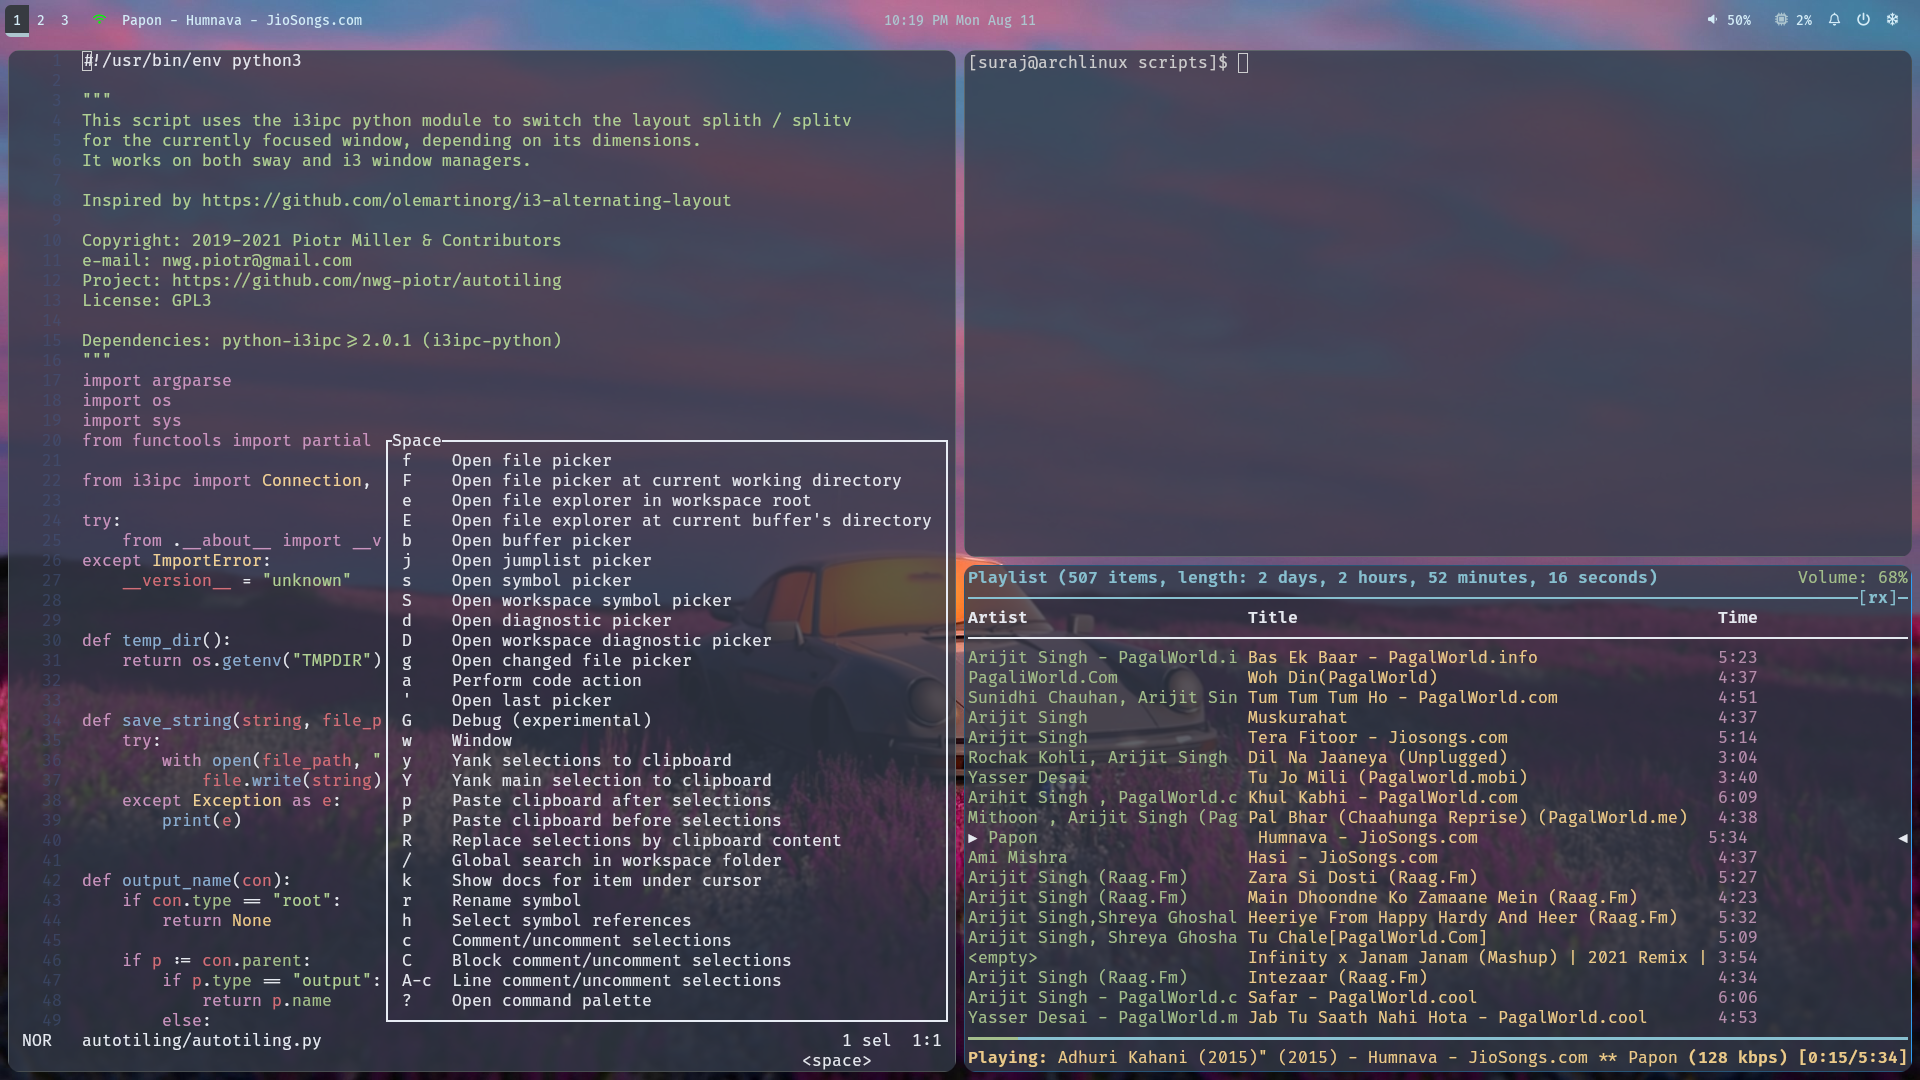 1 2 3 Papon - Humnava - JioSongs.com 10:19 PM Mon Aug 11 50% 2%
1 #!/usr/bin/env python3
2
3 """
4 This script uses the i3ipc python module to switch the layout splith / splitv
5 for the currently focused window, depending on its dimensions.
6 It works on both sway and i3 window managers.
7
8 Inspired by https://github.com/olemartinorg/i3-alternating-layout
9
10 Copyright: 2019-2021 Piotr Miller & Contributors
11 e-mail: nwg.piotr@gmail.com
12 Project: https://github.com/nwg-piotr/autotiling
13 License: GPL3
14
15 Dependencies: python-i3ipc>=2.0.1 (i3ipc-python)
16 """
17 import argparse
18 import os
19 import sys
20 from functools import partial
21
22 from i3ipc import Connection,
23
24 try:
25 from .__about__ import __v
26 except ImportError:
27 __version__ = "unknown"
28
29
30 def temp_dir():
31 return os.getenv("TMPDIR")
32
33
34 def save_string(string, file_p
35 try:
36 with open(file_path, "
37 file.write(string)
38 except Exception as e:
39 print(e)
40
41
42 def output_name(con):
43 if con.type == "root":
44 return None
45
46 if p := con.parent:
47 if p.type == "output":
48 return p.name
49 else:
Space
f Open file picker
F Open file picker at current working directory
e Open file explorer in workspace root
E Open file explorer at current buffer's directory
b Open buffer picker
j Open jumplist picker
s Open symbol picker
S Open workspace symbol picker
d Open diagnostic picker
D Open workspace diagnostic picker
g Open changed file picker
a Perform code action
' Open last picker
G Debug (experimental)
w Window
y Yank selections to clipboard
Y Yank main selection to clipboard
p Paste clipboard after selections
P Paste clipboard before selections
R Replace selections by clipboard content
/ Global search in workspace folder
k Show docs for item under cursor
r Rename symbol
h Select symbol references
c Comment/uncomment selections
C Block comment/uncomment selections
A-c Line comment/uncomment selections
? Open command palette
NOR autotiling/autotiling.py 1 sel 1:1
<space>
[suraj@archlinux scripts]$
Playlist (507 items, length: 2 days, 2 hours, 52 minutes, 16 seconds) Volume: 68%
[rx]
Artist Title Time
Arijit Singh - PagalWorld.i Bas Ek Baar - PagalWorld.info 5:23
PagaliWorld.Com Woh Din(PagalWorld) 4:37
Sunidhi Chauhan, Arijit Sin Tum Tum Tum Ho - PagalWorld.com 4:51
Arijit Singh Muskurahat 4:37
Arijit Singh Tera Fitoor - Jiosongs.com 5:14
Rochak Kohli, Arijit Singh Dil Na Jaaneya (Unplugged) 3:04
Yasser Desai Tu Jo Mili (Pagalworld.mobi) 3:40
Arihit Singh , PagalWorld.c Khul Kabhi - PagalWorld.com 6:09
Mithoon , Arijit Singh (Pag Pal Bhar (Chaahunga Reprise) (PagalWorld.me) 4:38
▶ Papon Humnava - JioSongs.com 5:34 ◀
Ami Mishra Hasi - JioSongs.com 4:37
Arijit Singh (Raag.Fm) Zara Si Dosti (Raag.Fm) 5:27
Arijit Singh (Raag.Fm) Main Dhoondne Ko Zamaane Mein (Raag.Fm) 4:23
Arijit Singh,Shreya Ghoshal Heeriye From Happy Hardy And Heer (Raag.Fm) 5:32
Arijit Singh, Shreya Ghosha Tu Chale[PagalWorld.Com] 5:09
<empty> Infinity x Janam Janam (Mashup) | 2021 Remix | 3:54
Arijit Singh (Raag.Fm) Intezaar (Raag.Fm) 4:34
Arijit Singh - PagalWorld.c Safar - PagalWorld.cool 6:06
Yasser Desai - PagalWorld.m Jab Tu Saath Nahi Hota - PagalWorld.cool 4:53
Playing: Adhuri Kahani (2015)" (2015) - Humnava - JioSongs.com ** Papon (128 kbps) [0:15/5:34]